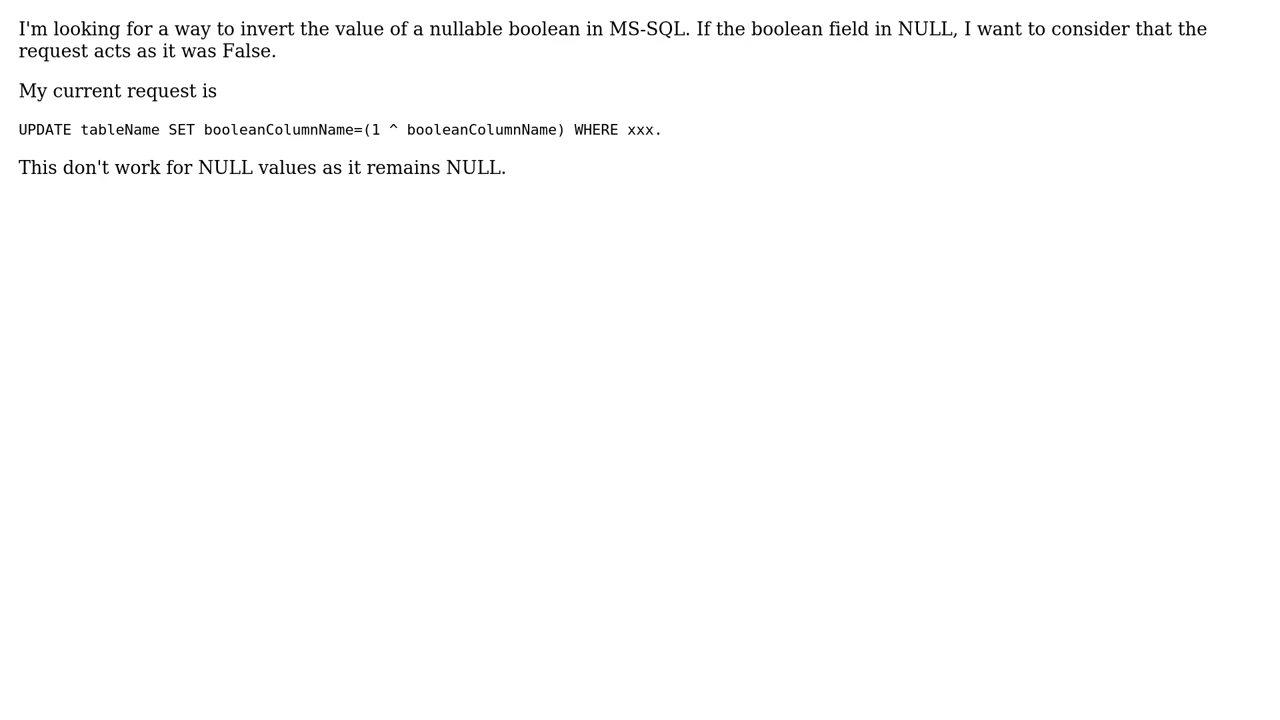 I'm looking for a way to invert the value of a nullable boolean in MS-SQL. If the boolean field in NULL, I want to consider that the
request acts as it was False.
My current request is
UPDATE tableName SET booleanColumnName=(1 ^ booleanColumnName) WHERE xxx.
This don't work for NULL values as it remains NULL.